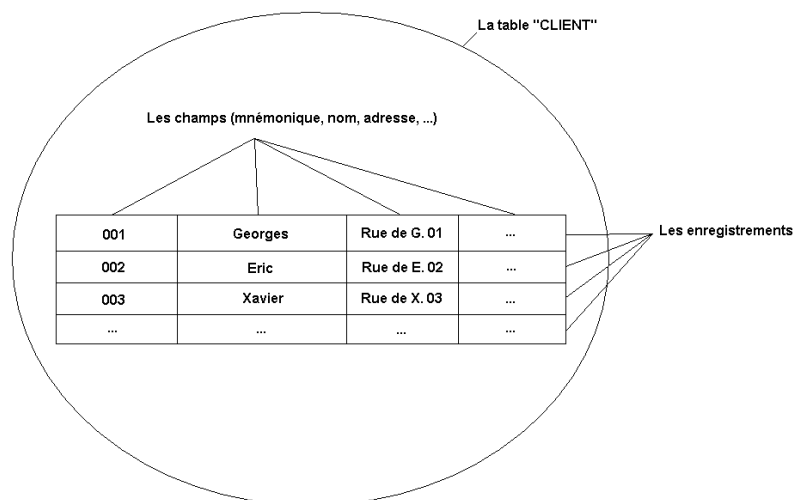 La table "CLIENT"
Les champs (mnémonique, nom, adresse, ...)
001 Georges Rue de G. 01 ...
Les enregistrements
002 Eric Rue de E. 02 ...
003 Xavier Rue de X. 03 ...
... ... ... ...